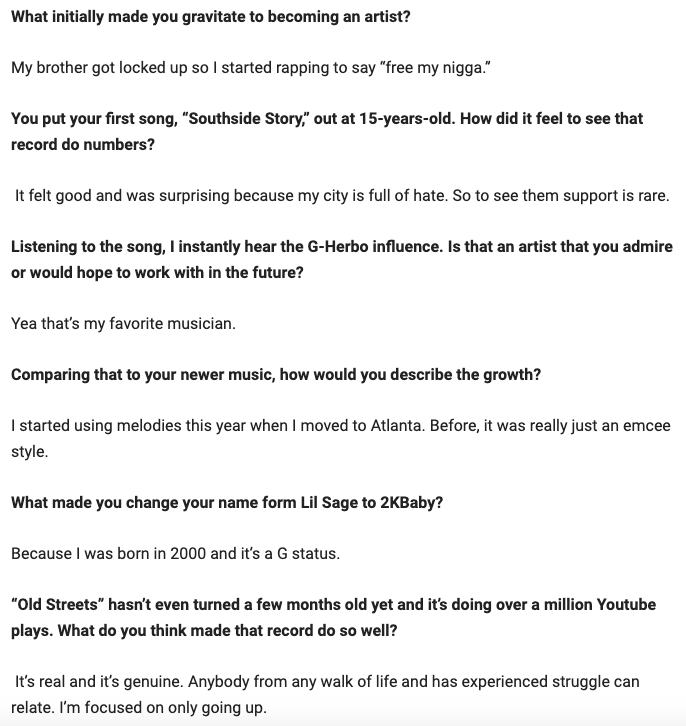 What initially made you gravitate to becoming an artist?
My brother got locked up so I started rapping to say “free my nigga.”
You put your first song, “Southside Story,” out at 15-years-old. How did it feel to see that
record do numbers?
It felt good and was surprising because my city is full of hate. So to see them support is rare.
Listening to the song, I instantly hear the G-Herbo influence. Is that an artist that you admire
or would hope to work with in the future?
Yea that’s my favorite musician.
Comparing that to your newer music, how would you describe the growth?
I started using melodies this year when I moved to Atlanta. Before, it was really just an emcee
style.
What made you change your name form Lil Sage to 2KBaby?
Because I was born in 2000 and it’s a G status.
“Old Streets” hasn’t even turned a few months old yet and it’s doing over a million Youtube
plays. What do you think made that record do so well?
It’s real and it’s genuine. Anybody from any walk of life and has experienced struggle can
relate. I’m focused on only going up.